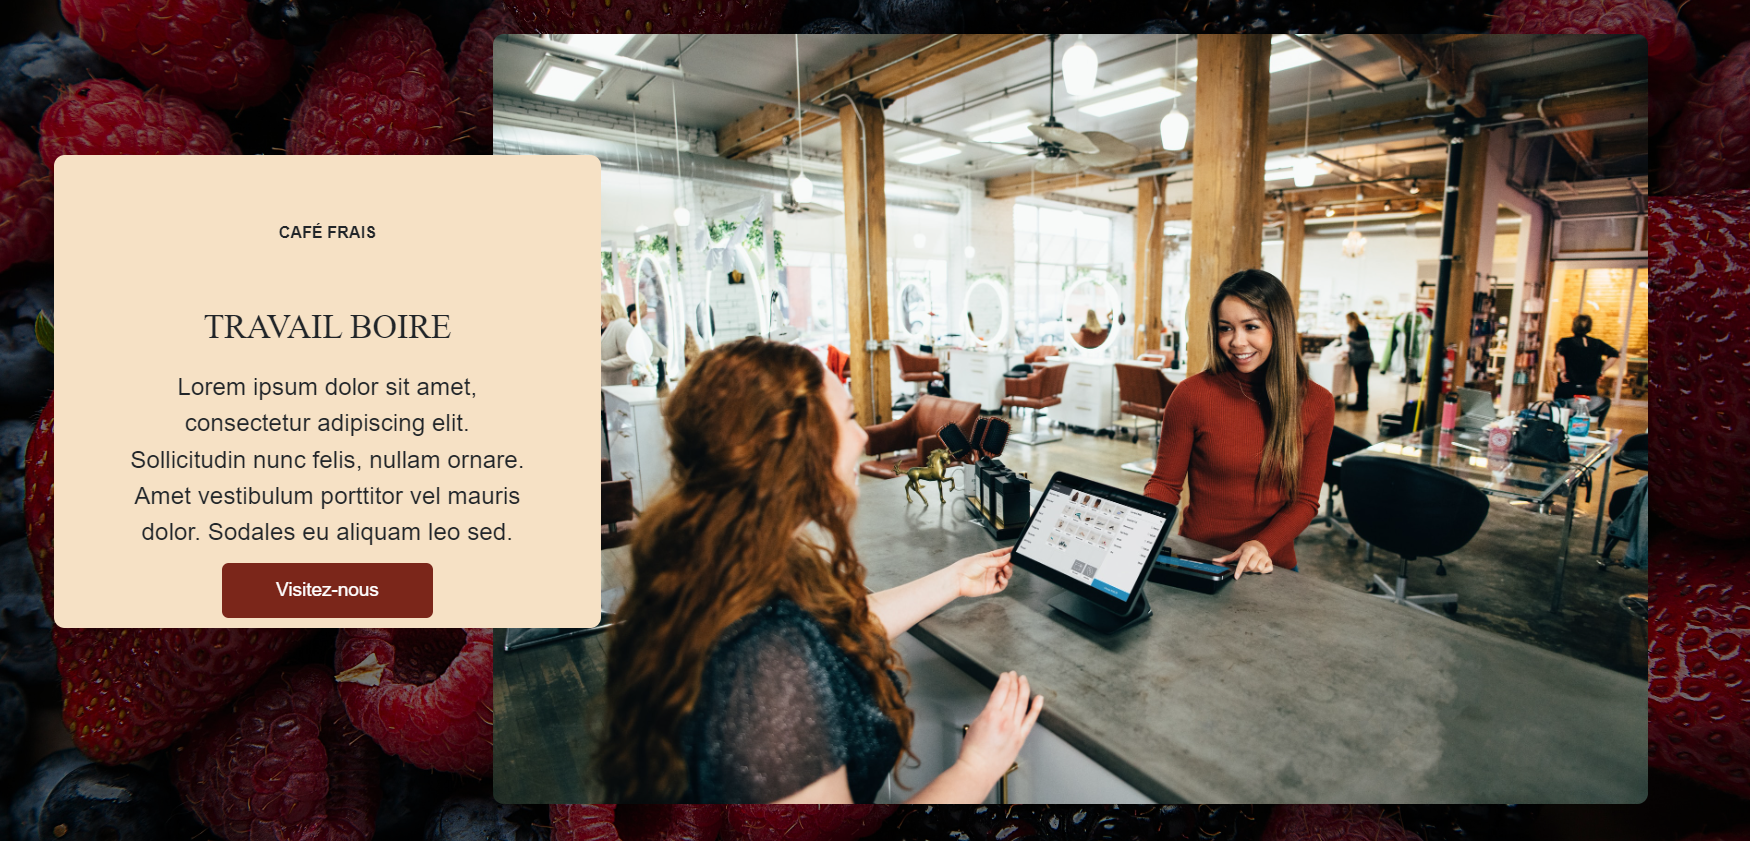 CAFÉ FRAIS
TRAVAIL BOIRE
Lorem ipsum dolor sit amet,
consectetur adipiscing elit.
Sollicitudin nunc felis, nullam ornare.
Amet vestibulum porttitor vel mauris
dolor. Sodales eu aliquam leo sed.
Visitez-nous